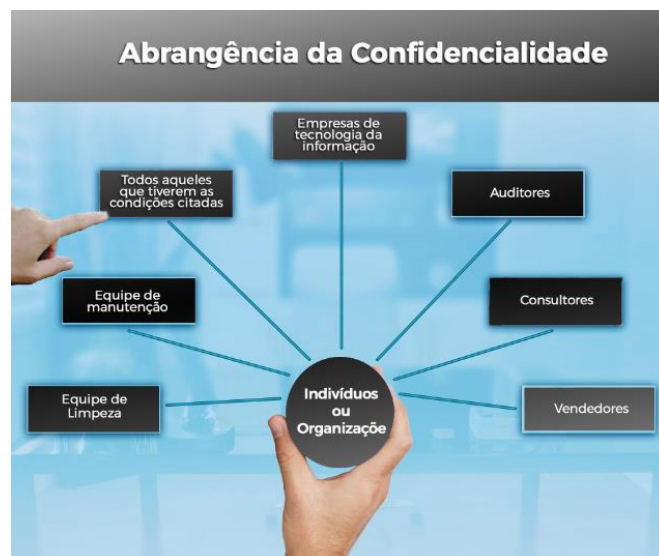 Abrangência da Confidencialidade
Empresas de
tecnologia da
informação
Todos aqueles
que tiverem as
condições citadas
Auditores
Equipe de
manutenção
Consultores
Equipe de
Limpeza
Indivíduos
ou
Organizaçõe
Vendedores